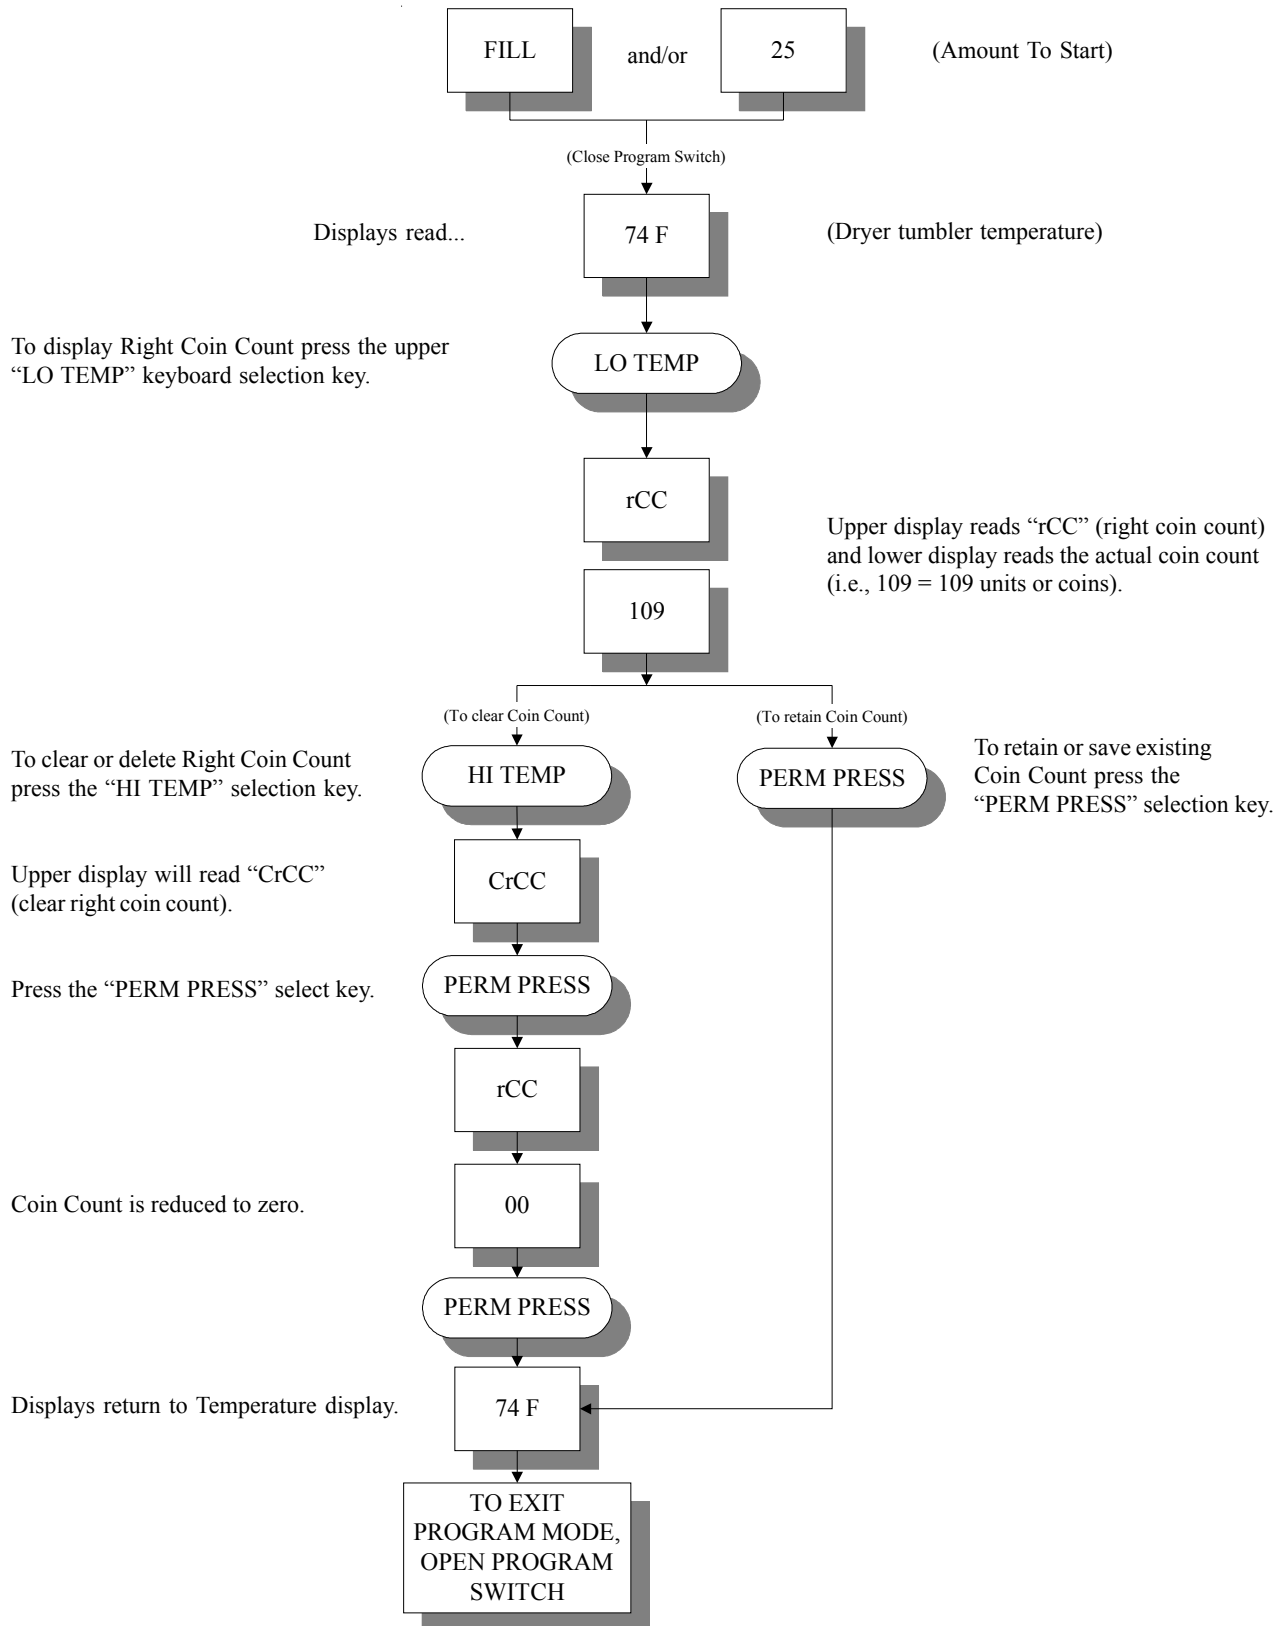 FILL
and/or
25
(Amount To Start)
(Close Program Switch)
Displays read...
74 F
(Dryer tumbler temperature)
To display Right Coin Count press the upper
“LO TEMP” keyboard selection key.
LO TEMP
rCC
Upper display reads “rCC” (right coin count)
and lower display reads the actual coin count
(i.e., 109 = 109 units or coins).
109
(To clear Coin Count)
(To retain Coin Count)
To clear or delete Right Coin Count
press the “HI TEMP” selection key.
HI TEMP
PERM PRESS
To retain or save existing
Coin Count press the
“PERM PRESS” selection key.
Upper display will read “CrCC”
(clear right coin count).
CrCC
Press the “PERM PRESS” select key.
PERM PRESS
rCC
Coin Count is reduced to zero.
00
PERM PRESS
Displays return to Temperature display.
74 F
TO EXIT
PROGRAM MODE,
OPEN PROGRAM
SWITCH